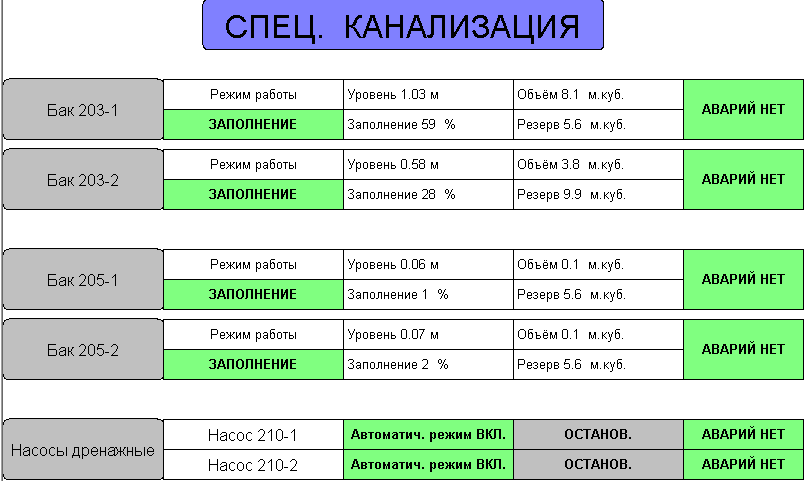 СПЕЦ. КАНАЛИЗАЦИЯ
Бак 203-1
Режим работы
Уровень 1.03 м
Объём 8.1 м.куб.
АВАРИЙ НЕТ
ЗАПОЛНЕНИЕ
Заполнение 59 %
Резерв 5.6 м.куб.
Бак 203-2
Режим работы
Уровень 0.58 м
Объём 3.8 м.куб.
АВАРИЙ НЕТ
ЗАПОЛНЕНИЕ
Заполнение 28 %
Резерв 9.9 м.куб.
Бак 205-1
Режим работы
Уровень 0.06 м
Объём 0.1 м.куб.
АВАРИЙ НЕТ
ЗАПОЛНЕНИЕ
Заполнение 1 %
Резерв 5.6 м.куб.
Бак 205-2
Режим работы
Уровень 0.07 м
Объём 0.1 м.куб.
АВАРИЙ НЕТ
ЗАПОЛНЕНИЕ
Заполнение 2 %
Резерв 5.6 м.куб.
Насосы дренажные
Насос 210-1
Автоматич. режим ВКЛ.
ОСТАНОВ.
АВАРИЙ НЕТ
Насос 210-2
Автоматич. режим ВКЛ.
ОСТАНОВ.
АВАРИЙ НЕТ